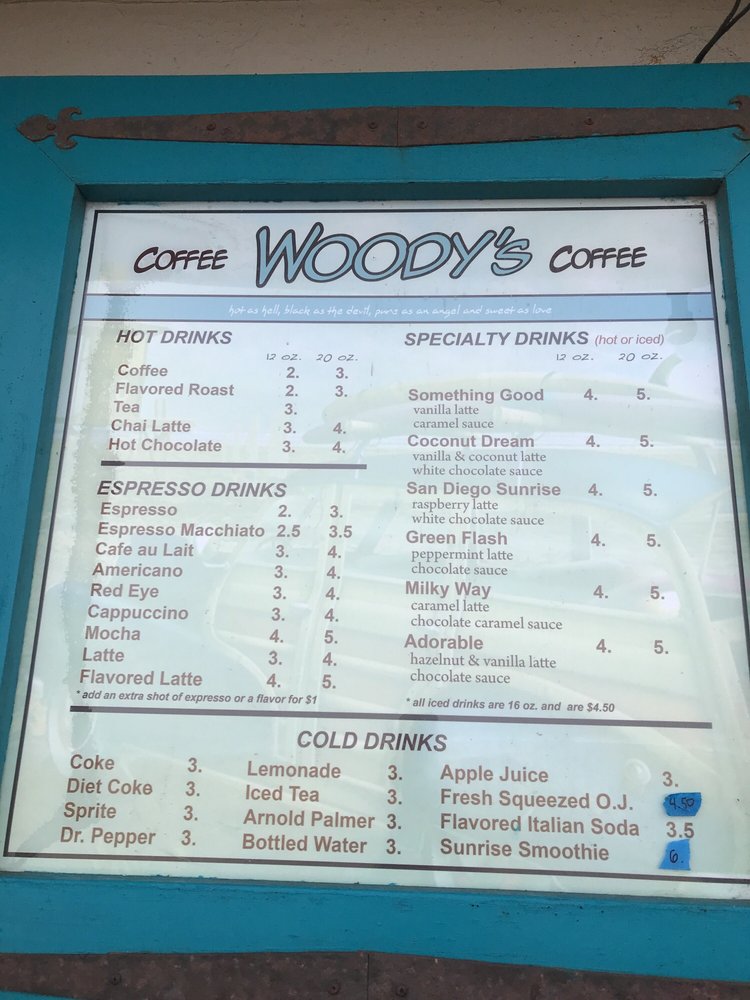 COFFEE WOODY'S COFFEE
hot as hell, black as the devil, pure as an angel and sweet as love
HOT DRINKS
12 OZ. 20 OZ.
Coffee 2. 3.
Flavored Roast 2. 3.
Tea 3.
Chai Latte 3. 4.
Hot Chocolate 3. 4.
ESPRESSO DRINKS
Espresso 2. 3.
Espresso Macchiato 2.5 3.5
Cafe au Lait 3. 4.
Americano 3. 4.
Red Eye 3. 4.
Cappuccino 3. 4.
Mocha 4. 5.
Latte 3. 4.
Flavored Latte 4. 5.
* add an extra shot of expresso or a flavor for $1
SPECIALTY DRINKS (hot or iced)
12 OZ. 20 OZ.
Something Good 4. 5.
vanilla latte
caramel sauce
Coconut Dream 4. 5.
vanilla & coconut latte
white chocolate sauce
San Diego Sunrise 4. 5.
raspberry latte
white chocolate sauce
Green Flash 4. 5.
peppermint latte
chocolate sauce
Milky Way 4. 5.
caramel latte
chocolate caramel sauce
Adorable 4. 5.
hazelnut & vanilla latte
chocolate sauce
* all iced drinks are 16 oz. and are $4.50
COLD DRINKS
Coke 3.
Diet Coke 3.
Sprite 3.
Dr. Pepper 3.
Lemonade 3.
Iced Tea 3.
Arnold Palmer 3.
Bottled Water 3.
Apple Juice 3.
Fresh Squeezed O.J. 4.50
Flavored Italian Soda 3.5
Sunrise Smoothie 6.